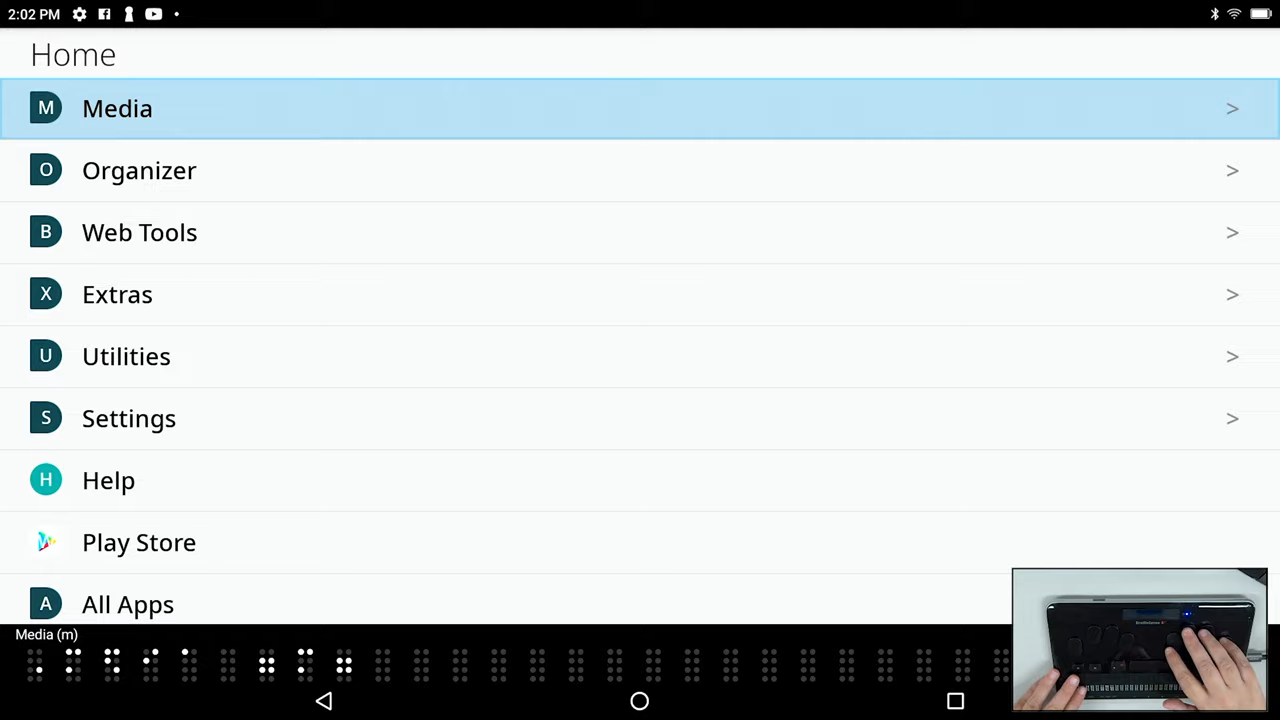 2:02 PM
Home
M Media >
O Organizer >
B Web Tools >
X Extras >
U Utilities >
S Settings >
H Help
Play Store
A All Apps
Media (m)